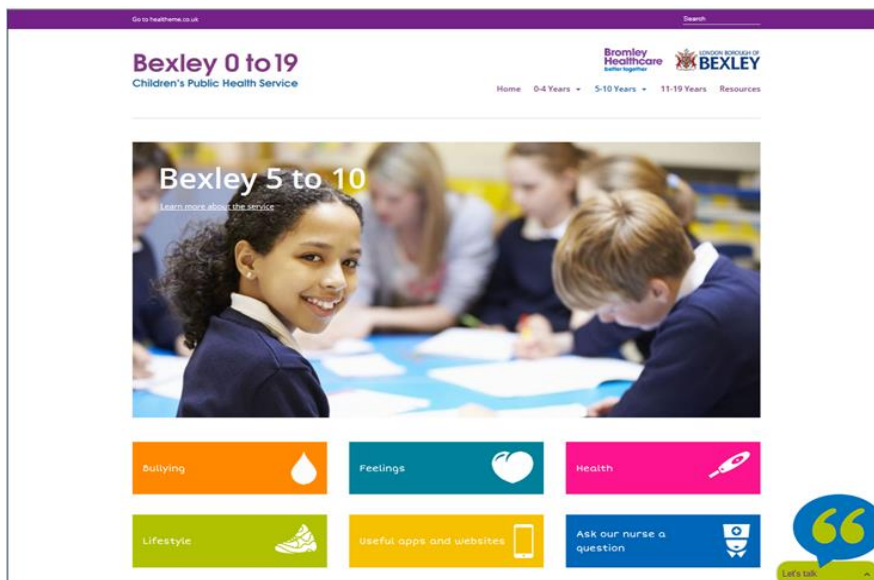 Go to healtheme.co.uk
Search
Bexley 0 to 19
Children's Public Health Service
Bromley
Healthcare
better together
LONDON BOROUGH OF
BEXLEY
Home 0-4 Years 5-10 Years 11-19 Years Resources
Bexley 5 to 10
Learn more about the service
Bullying
Feelings
Health
Lifestyle
Useful apps and websites
Ask our nurse a
question
Let's talk